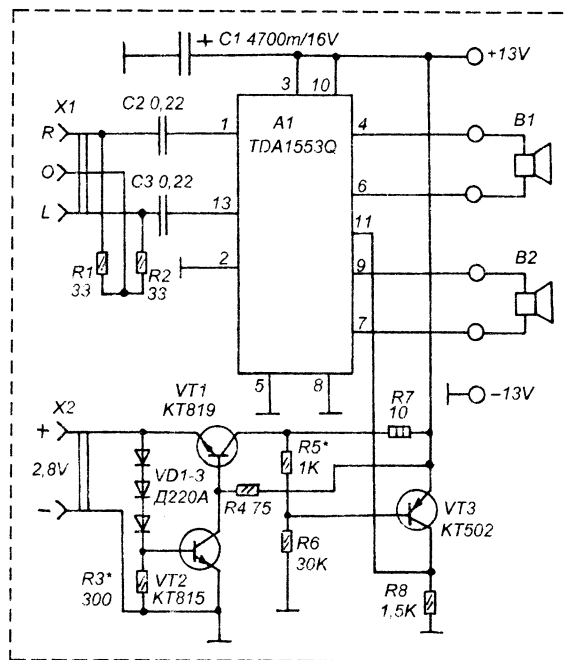 + C1 4700m/16V
+13V
3 10
X1
C2 0,22
1
A1
TDA1553Q
4
B1
R
O
C3 0,22
6
L
13
11
2
9
B2
R1
33
R2
33
7
5
8
R7
10
-13V
VT1
KT819
X2
+
2,8V
-
R5*
1K
VD1-3
Д220A
R4 75
VT3
KT502
R6
30K
R3*
300
VT2
KT815
R8
1,5K